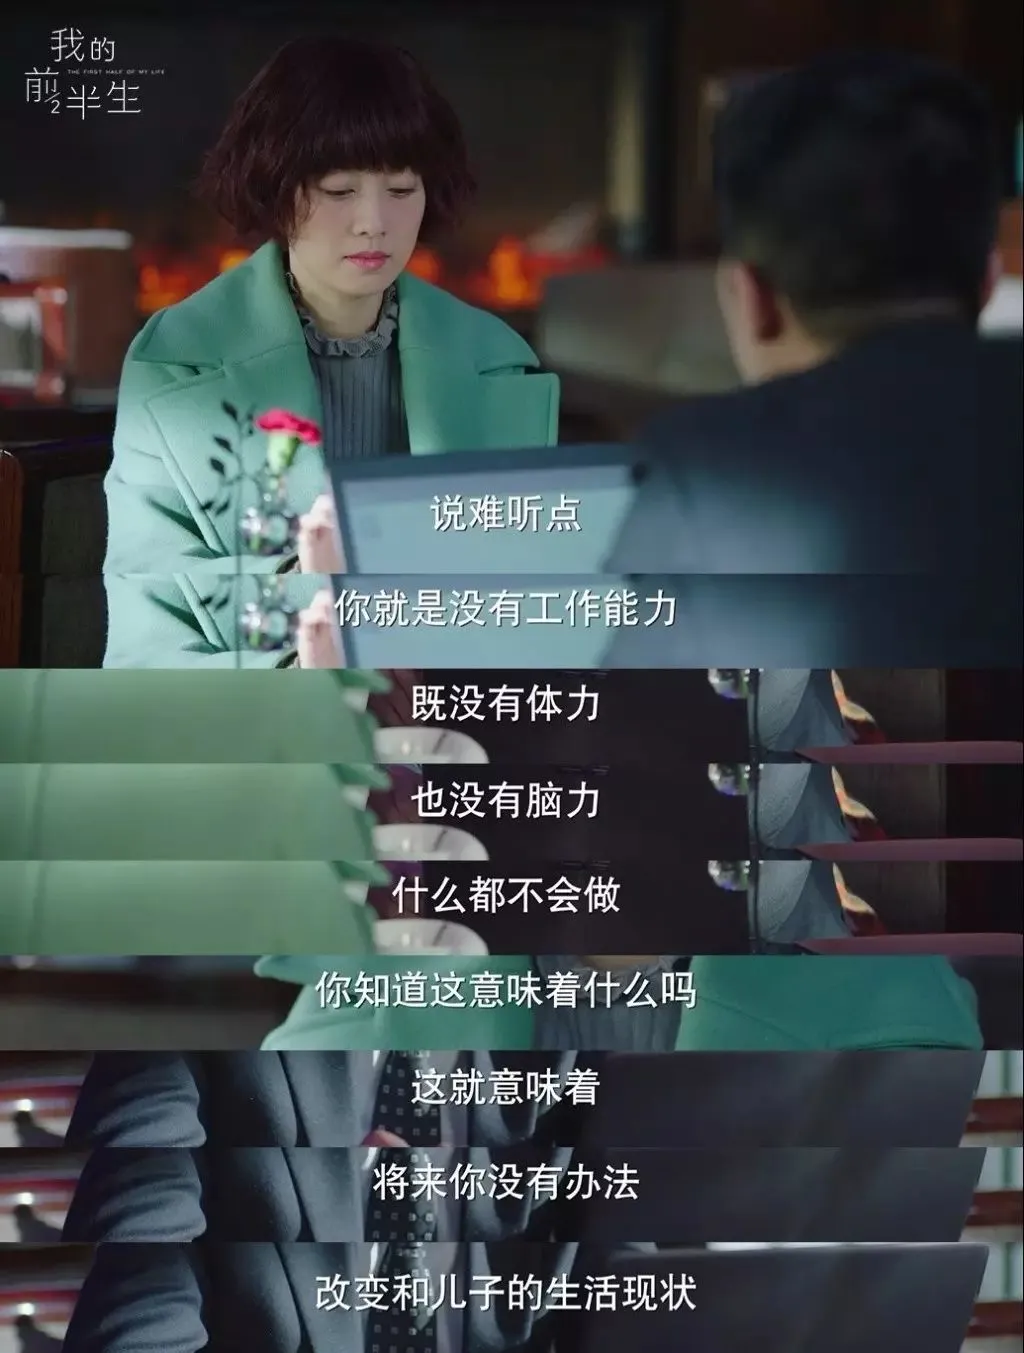 我的
THE FIRST HALF OF MY LIFE
前半生
2
说难听点
你就是没有工作能力
既没有体力
也没有脑力
什么都不会做
你知道这意味着什么吗
这就意味着
将来你没有办法
改变和儿子的生活现状